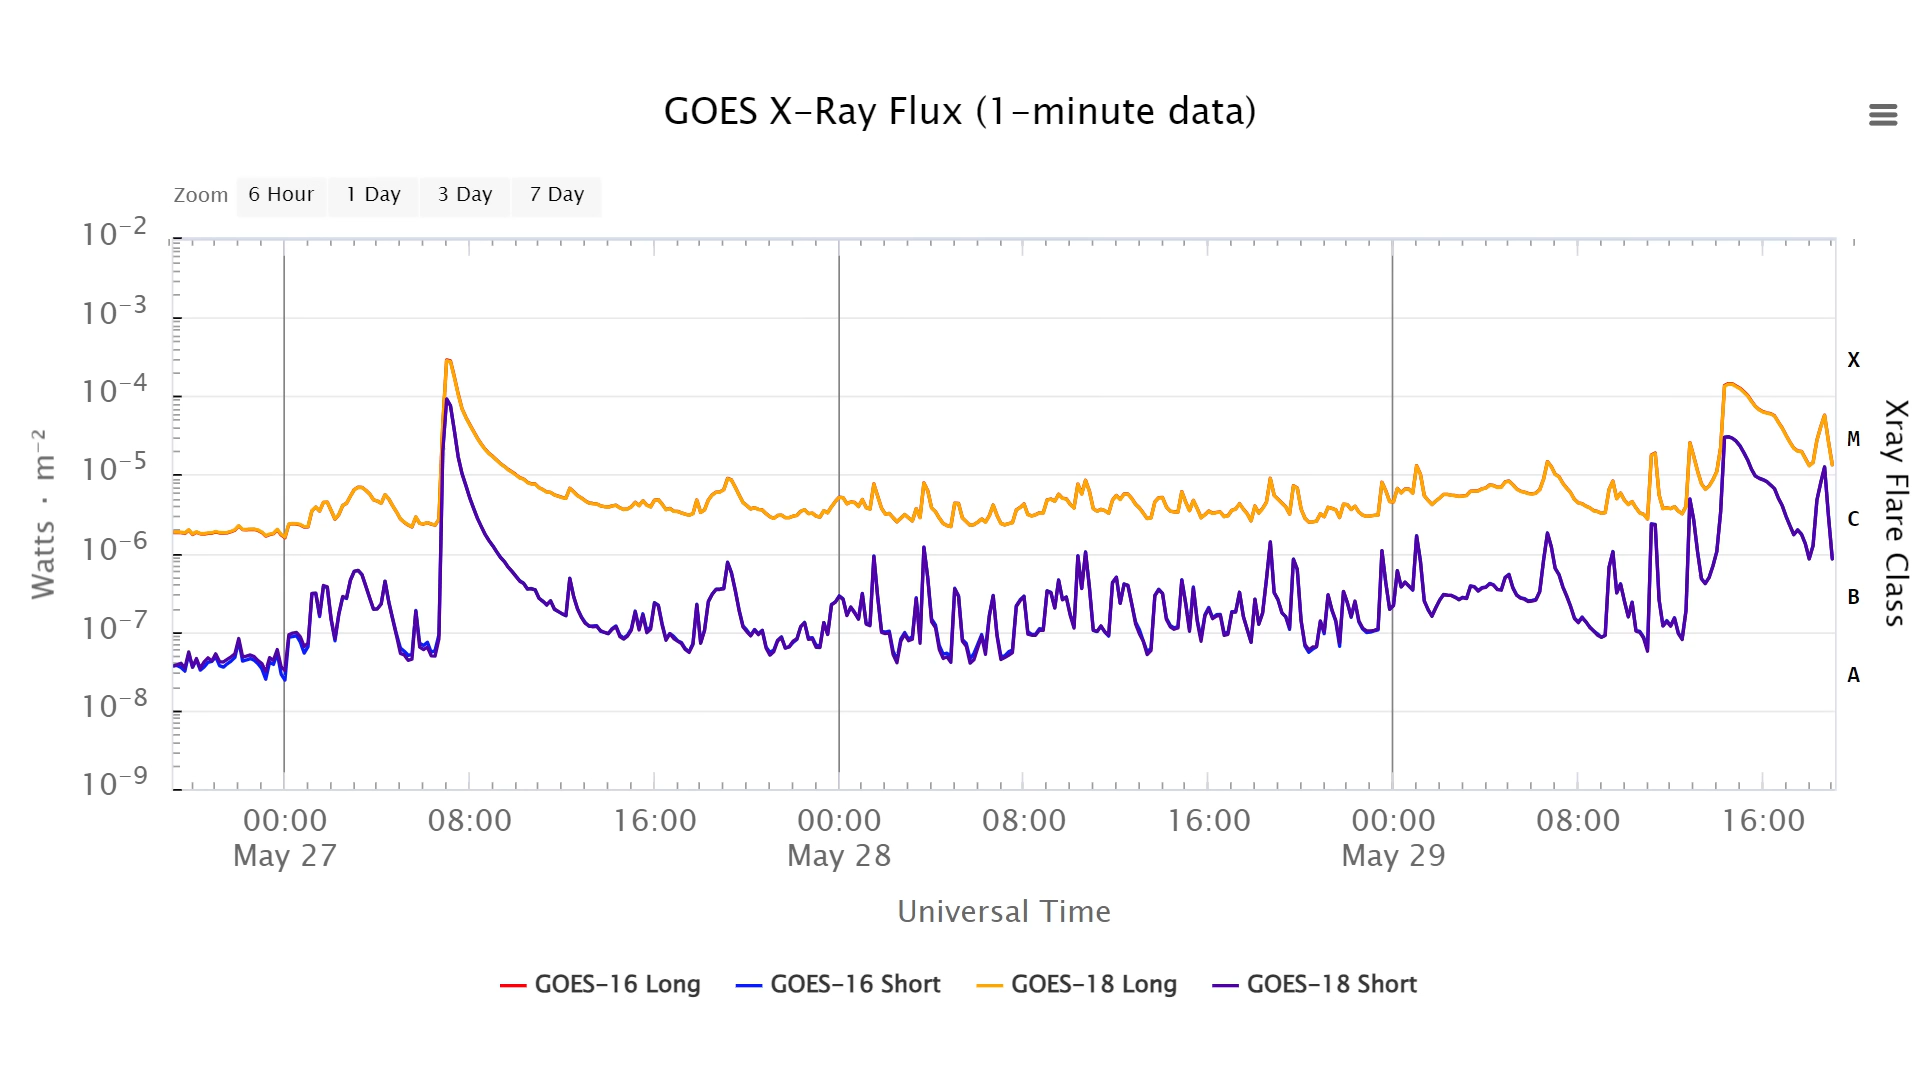 GOES X-Ray Flux (1-minute data)
Zoom 6 Hour 1 Day 3 Day 7 Day
10⁻²
10⁻³
10⁻⁴
10⁻⁵
10⁻⁶
10⁻⁷
10⁻⁸
10⁻⁹
Watts · m⁻²
X
M
C
B
A
Xray Flare Class
00:00 08:00 16:00 00:00 08:00 16:00 00:00 08:00 16:00
May 27 May 28 May 29
Universal Time
GOES-16 Long GOES-16 Short GOES-18 Long GOES-18 Short